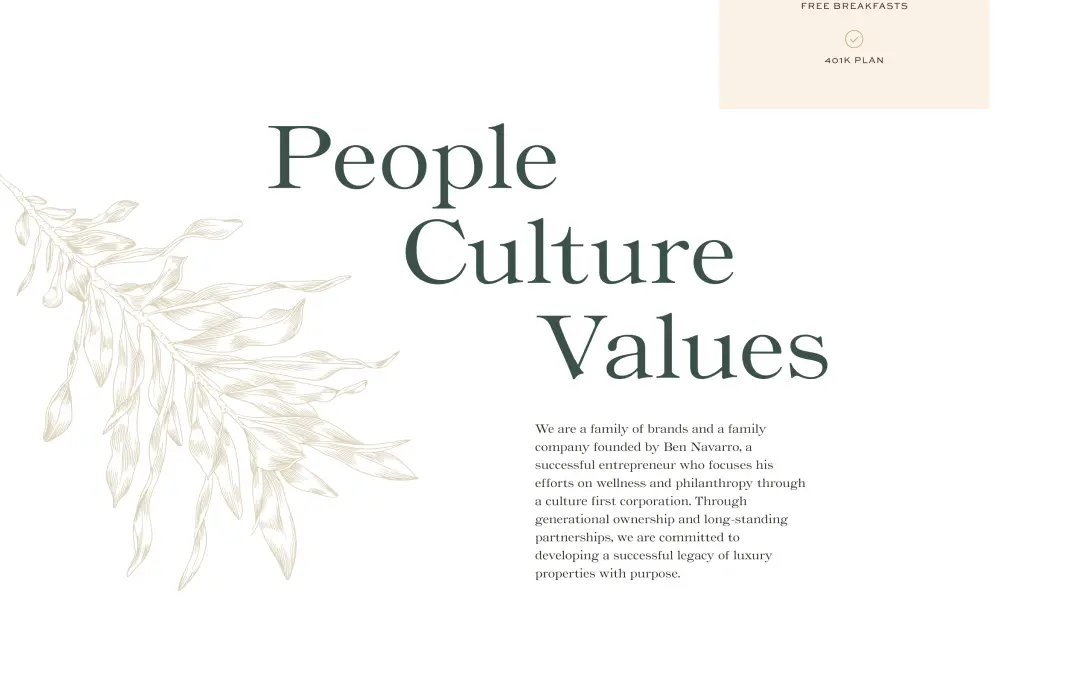 FREE BREAKFASTS
401K PLAN
People
Culture
Values
We are a family of brands and a family
company founded by Ben Navarro, a
successful entrepreneur who focuses his
efforts on wellness and philanthropy through
a culture first corporation. Through
generational ownership and long-standing
partnerships, we are committed to
developing a successful legacy of luxury
properties with purpose.